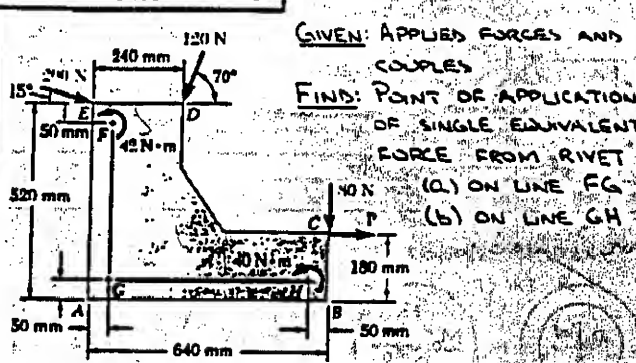 GIVEN: APPLIED FORCES AND
COUPLES
FIND: POINT OF APPLICATION
OF SINGLE EQUIVALENT
FORCE FROM RIVET
(a) ON LINE FG
(b) ON LINE GH
120 N
240 mm
70°
15°
E
D
50 mm
F
42 N·m
520 mm
80 N
C
P
40 N·m
180 mm
G
H
A
B
50 mm
50 mm
640 mm